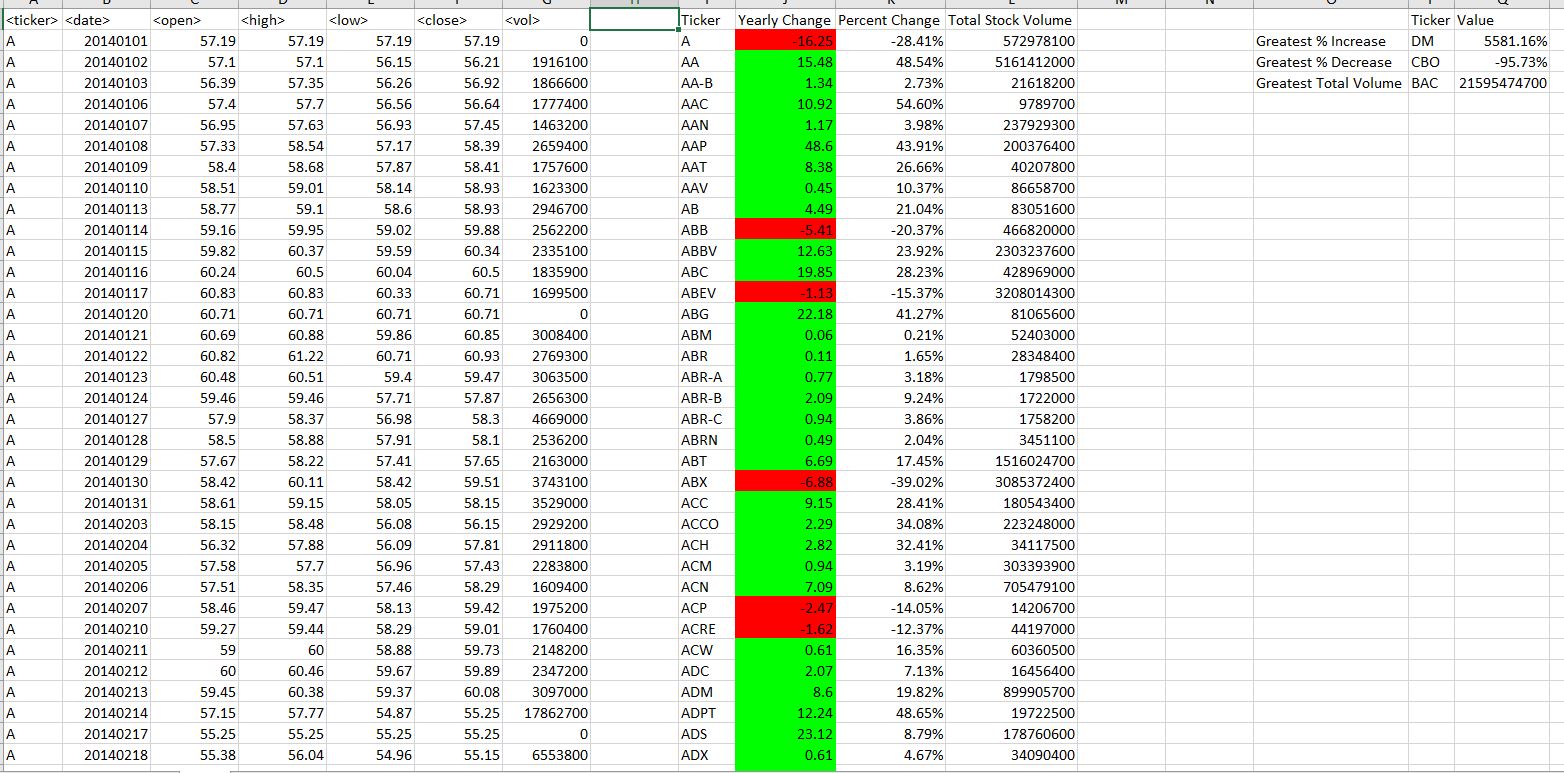 <ticker> <date> <open> <high> <low> <close> <vol> Ticker Yearly Change Percent Change Total Stock Volume Ticker Value
A 20140101 57.19 57.19 57.19 57.19 0 A -16.25 -28.41% 572978100 Greatest % Increase DM 5581.16%
A 20140102 57.1 57.1 56.15 56.21 1916100 AA 15.48 48.54% 5161412000 Greatest % Decrease CBO -95.73%
A 20140103 56.39 57.35 56.26 56.92 1866600 AA-B 1.34 2.73% 21618200 Greatest Total Volume BAC 21595474700
A 20140106 57.4 57.7 56.56 56.64 1777400 AAC 10.92 54.60% 9789700
A 20140107 56.95 57.63 56.93 57.45 1463200 AAN 1.17 3.98% 237929300
A 20140108 57.33 58.54 57.17 58.39 2659400 AAP 48.6 43.91% 200376400
A 20140109 58.4 58.68 57.87 58.41 1757600 AAT 8.38 26.66% 40207800
A 20140110 58.51 59.01 58.14 58.93 1623300 AAV 0.45 10.37% 86658700
A 20140113 58.77 59.1 58.6 58.93 2946700 AB 4.49 21.04% 83051600
A 20140114 59.16 59.95 59.02 59.88 2562200 ABB -5.41 -20.37% 466820000
A 20140115 59.82 60.37 59.59 60.34 2335100 ABBV 12.63 23.92% 2303237600
A 20140116 60.24 60.5 60.04 60.5 1835900 ABC 19.85 28.23% 428969000
A 20140117 60.83 60.83 60.33 60.71 1699500 ABEV -1.13 -15.37% 3208014300
A 20140120 60.71 60.71 60.71 60.71 0 ABG 22.18 41.27% 81065600
A 20140121 60.69 60.88 59.86 60.85 3008400 ABM 0.06 0.21% 52403000
A 20140122 60.82 61.22 60.71 60.93 2769300 ABR 0.11 1.65% 28348400
A 20140123 60.48 60.51 59.4 59.47 3063500 ABR-A 0.77 3.18% 1798500
A 20140124 59.46 59.46 57.71 57.87 2656300 ABR-B 2.09 9.24% 1722000
A 20140127 57.9 58.37 56.98 58.3 4669000 ABR-C 0.94 3.86% 1758200
A 20140128 58.5 58.88 57.91 58.1 2536200 ABRN 0.49 2.04% 3451100
A 20140129 57.67 58.22 57.41 57.65 2163000 ABT 6.69 17.45% 1516024700
A 20140130 58.42 60.11 58.42 59.51 3743100 ABX -6.88 -39.02% 3085372400
A 20140131 58.61 59.15 58.05 58.15 3529000 ACC 9.15 28.41% 180543400
A 20140203 58.15 58.48 56.08 56.15 2929200 ACCO 2.29 34.08% 223248000
A 20140204 56.32 57.88 56.09 57.81 2911800 ACH 2.82 32.41% 34117500
A 20140205 57.58 57.7 56.96 57.43 2283800 ACM 0.94 3.19% 303393900
A 20140206 57.51 58.35 57.46 58.29 1609400 ACN 7.09 8.62% 705479100
A 20140207 58.46 59.47 58.13 59.42 1975200 ACP -2.47 -14.05% 14206700
A 20140210 59.27 59.44 58.29 59.01 1760400 ACRE -1.62 -12.37% 44197000
A 20140211 59 60 58.88 59.73 2148200 ACW 0.61 16.35% 60360500
A 20140212 60 60.46 59.67 59.89 2347200 ADC 2.07 7.13% 16456400
A 20140213 59.45 60.38 59.37 60.08 3097000 ADM 8.6 19.82% 899905700
A 20140214 57.15 57.77 54.87 55.25 17862700 ADPT 12.24 48.65% 19722500
A 20140217 55.25 55.25 55.25 55.25 0 ADS 23.12 8.79% 178760600
A 20140218 55.38 56.04 54.96 55.15 6553800 ADX 0.61 4.67% 34090400